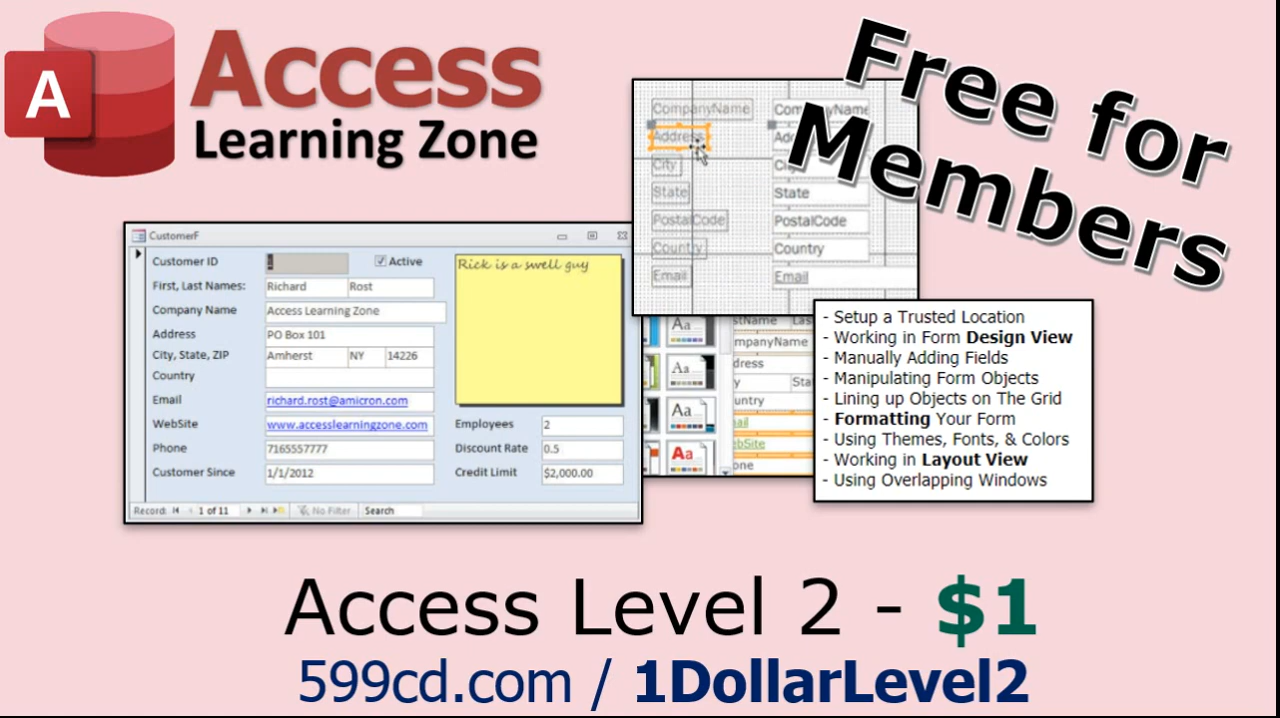 A Access
Learning Zone
Free for
Members
CompanyName CompanyName
Address
City
State State
PostalCode PostalCode
Country Country
Email Email
CustomerF
Customer ID Active
First, Last Names: Richard Rost
Company Name Access Learning Zone
Address PO Box 101
City, State, ZIP Amherst NY 14226
Country
Email richard.rost@amicron.com
WebSite www.accesslearningzone.com
Phone 7165557777
Customer Since 1/1/2012
Rick is a swell guy
Employees 2
Discount Rate 0.5
Credit Limit $2,000.00
Record: 1 of 11 No Filter Search
Aa
Aa
Aa
Aa
- Setup a Trusted Location
- Working in Form Design View
- Manually Adding Fields
- Manipulating Form Objects
- Lining up Objects on The Grid
- Formatting Your Form
- Using Themes, Fonts, & Colors
- Working in Layout View
- Using Overlapping Windows
Access Level 2 - $1
599cd.com / 1DollarLevel2